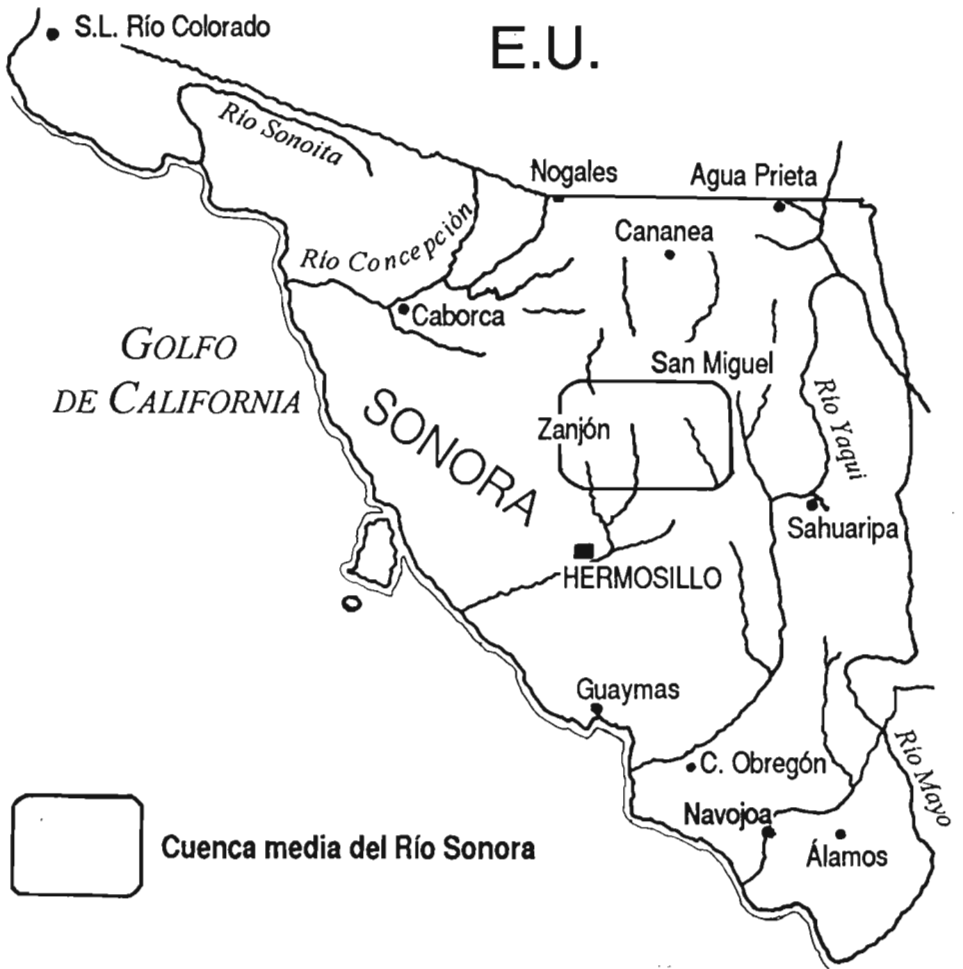 S.L. Río Colorado
E.U.
Río Sonoita
Nogales
Agua Prieta
Río Concepción
Cananea
Caborca
GOLFO
DE CALIFORNIA
San Miguel
SONORA
Zanjón
Río Yaqui
Sahuaripa
HERMOSILLO
Guaymas
C. Obregón
Río Mayo
Navojoa
Álamos
Cuenca media del Río Sonora